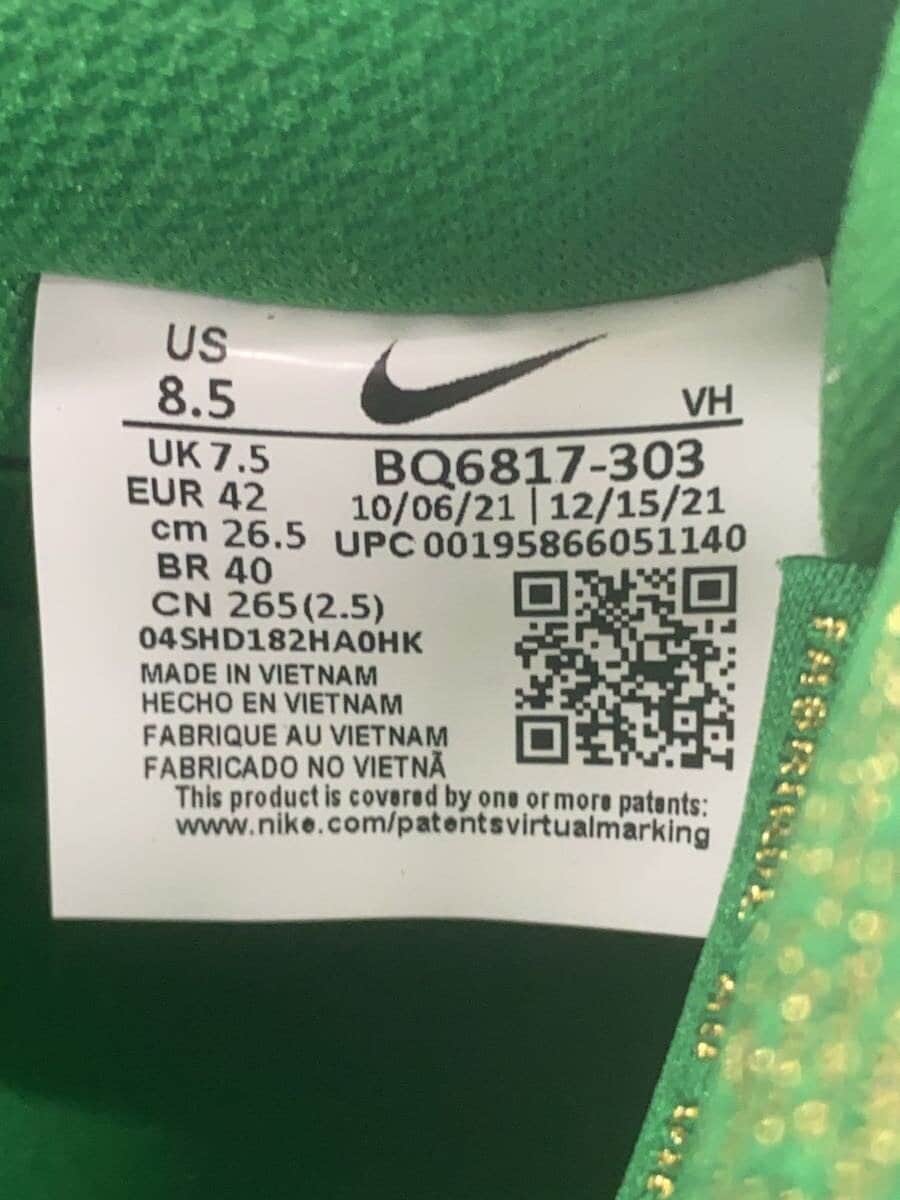 US
8.5
VH
UK 7.5
BQ6817-303
EUR 42
10/06/21 | 12/15/21
cm 26.5
UPC 00195866051140
BR 40
CN 265(2.5)
04SHD182HA0HK
MADE IN VIETNAM
HECHO EN VIETNAM
FABRIQUE AU VIETNAM
FABRICADO NO VIETNÃ
This product is covered by one or more patents:
www.nike.com/patentsvirtualmarking